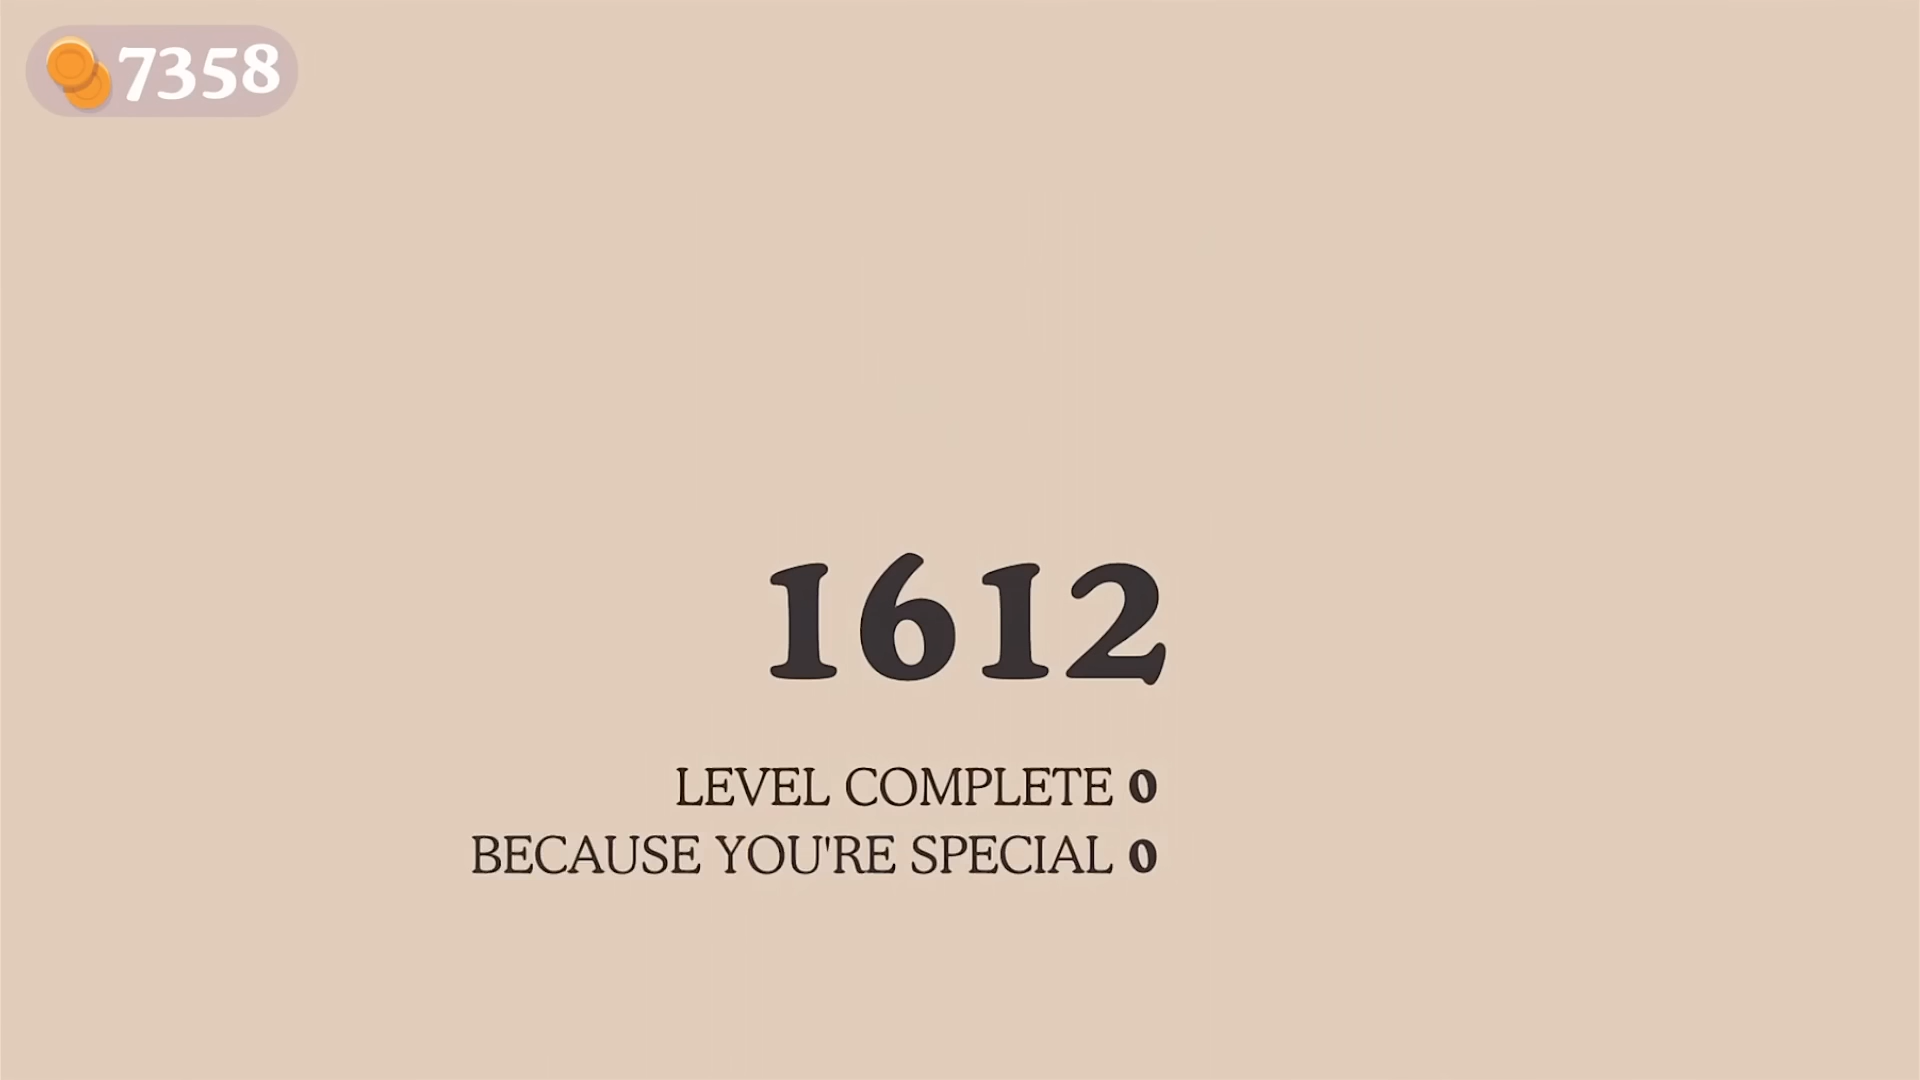 7358
1612
LEVEL COMPLETE 0
BECAUSE YOU'RE SPECIAL 0